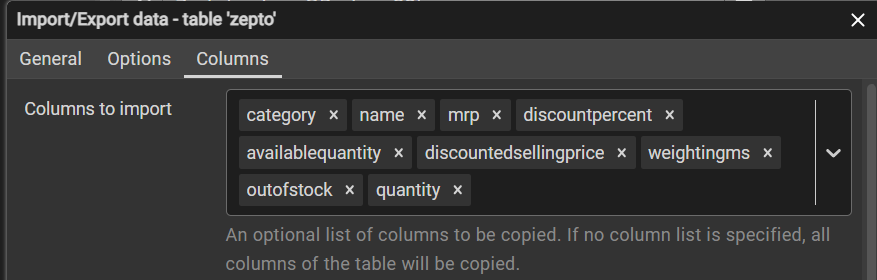 Import/Export data - table 'zepto'
General Options Columns
Columns to import
category × name × mrp × discountpercent ×
availablequantity × discountedsellingprice × weightingms ×
outofstock × quantity ×
An optional list of columns to be copied. If no column list is specified, all
columns of the table will be copied.